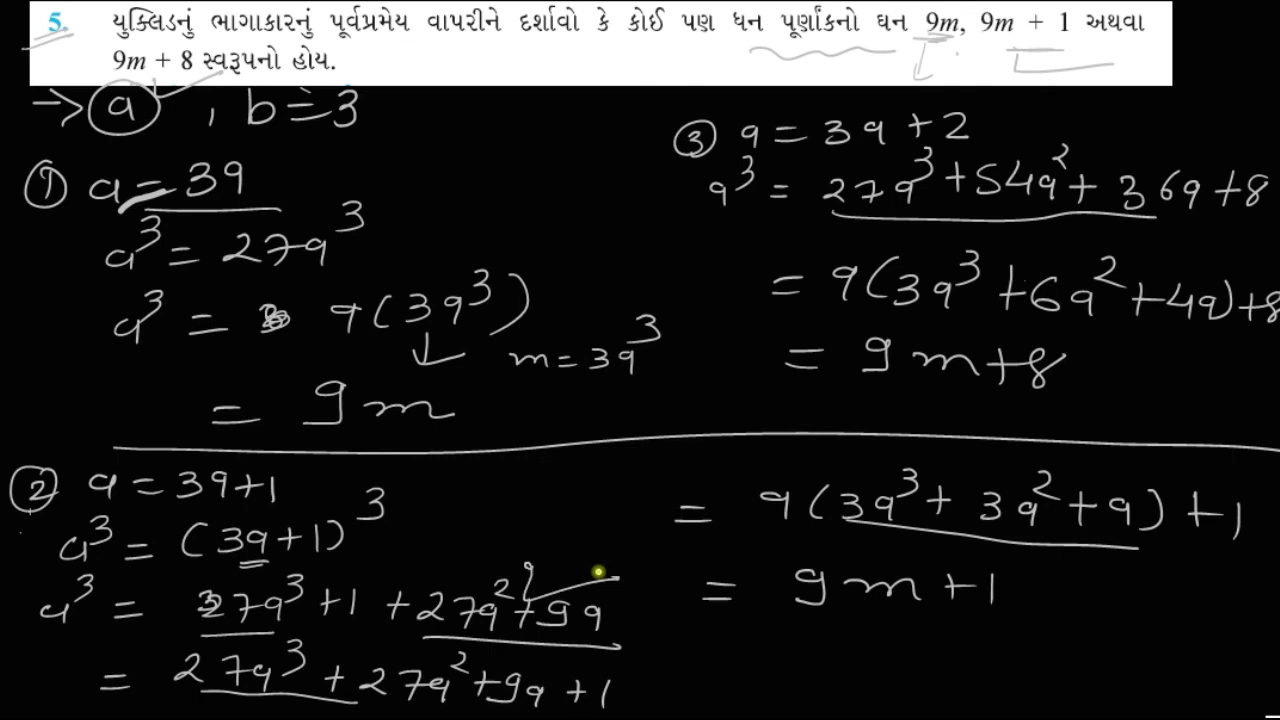 5. યુક્લિડનું ભાગાકારનું પૂર્વપ્રમેય વાપરીને દર્શાવો કે કોઈ પણ ધન પૂર્ણાંકનો ઘન 9m, 9m + 1 અથવા
9m + 8 સ્વરૂપનો હોય.
→ a , b = 3
① a = 3q
a³ = 27q³
a³ = 9(3q³)
m = 3q³
= 9m
② a = 3q+1
a³ = (3q+1)³
a³ = 27q³ + 1 + 27q² + 9q
= 27q³ + 27q² + 9q + 1
③ a = 3q + 2
a³ = 27q³ + 54q² + 36q + 8
= 9(3q³ + 6q² + 4q) + 8
= 9m + 8
= 9(3q³ + 3q² + q) + 1
= 9m + 1